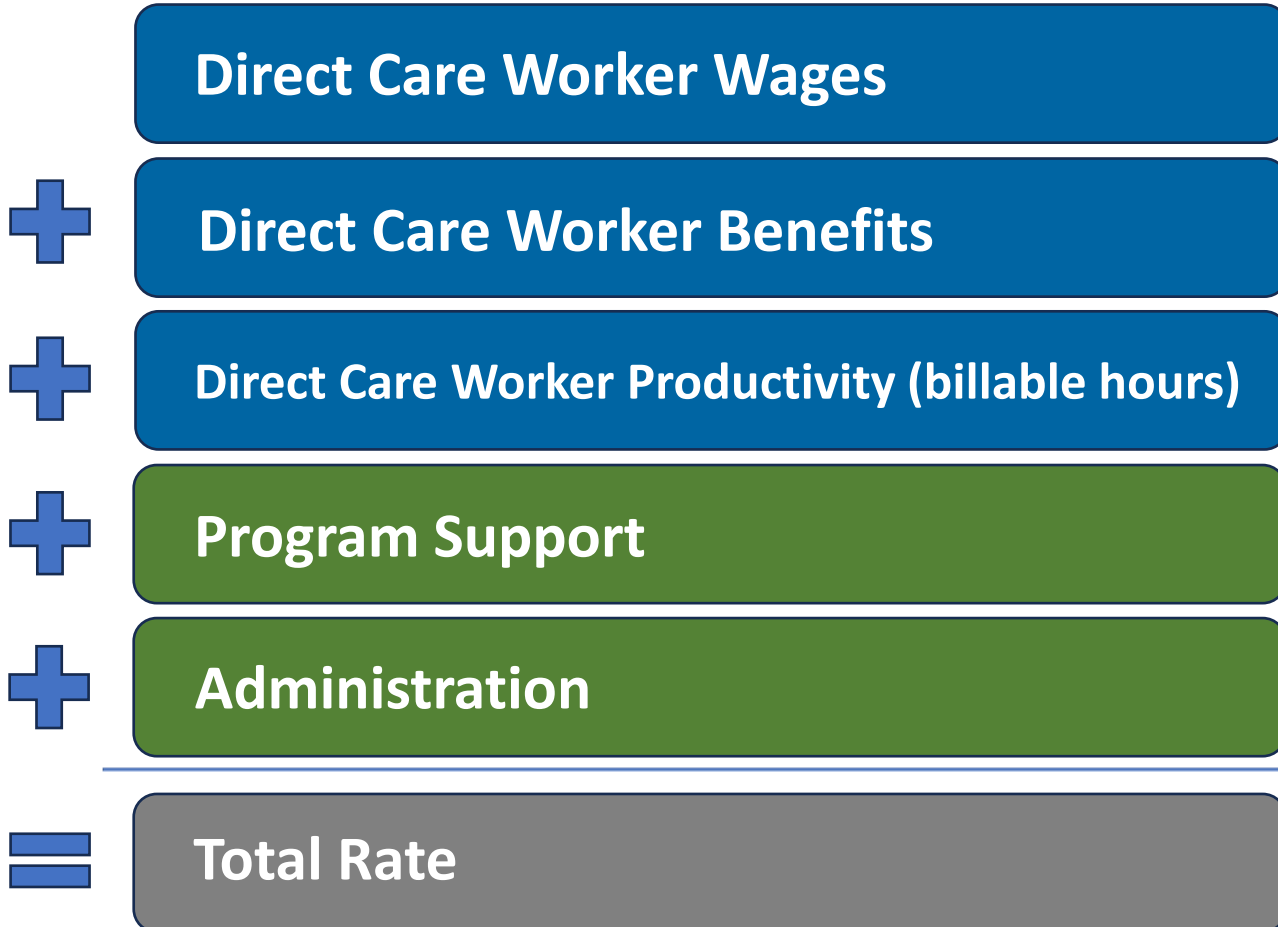 Direct Care Worker Wages
Direct Care Worker Benefits
Direct Care Worker Productivity (billable hours)
Program Support
Administration
Total Rate